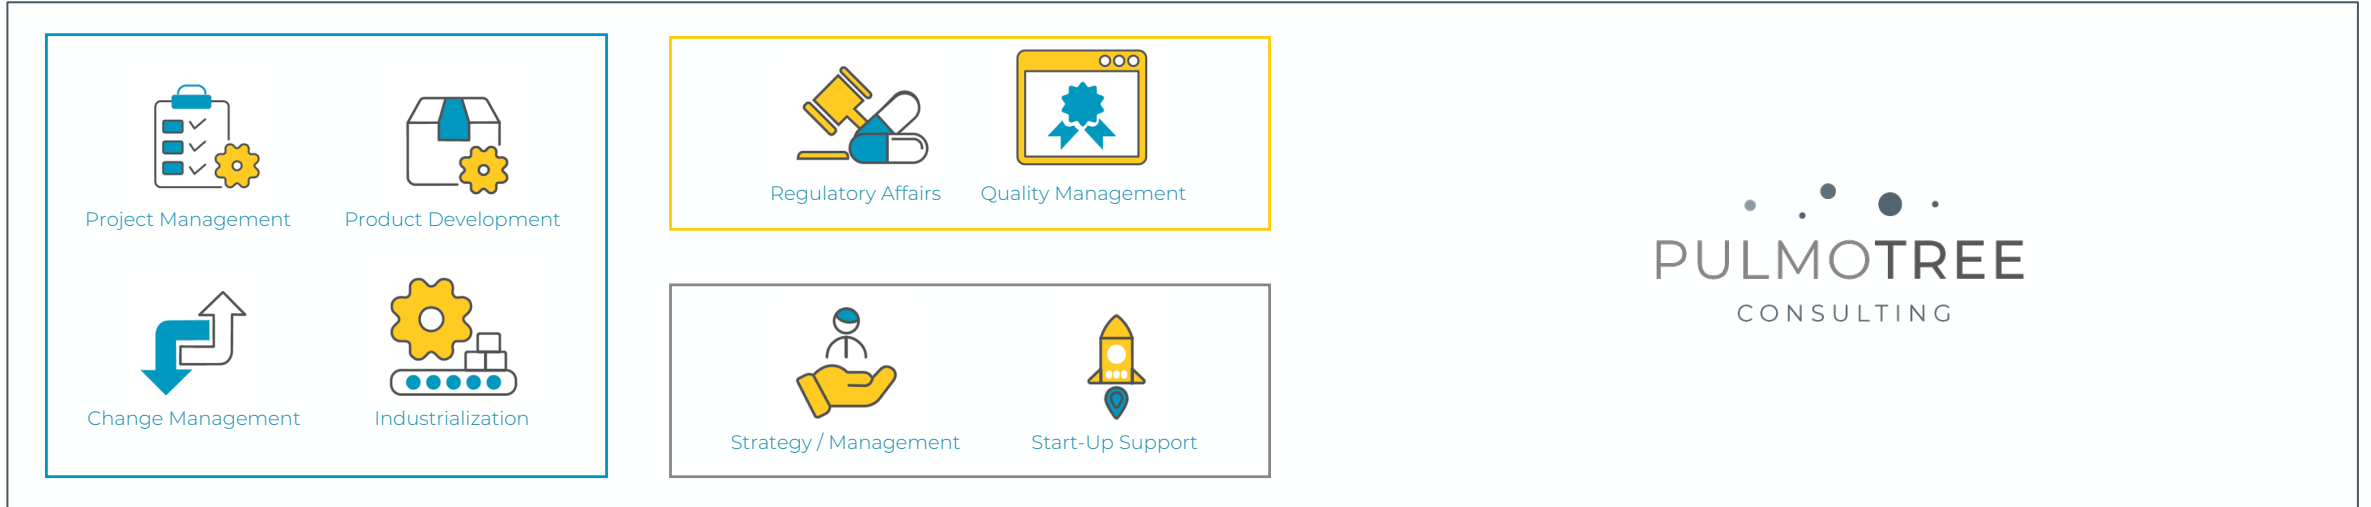 Project Management
Product Development
Change Management
Industrialization
Regulatory Affairs
Quality Management
Strategy / Management
Start-Up Support
PULMOTREE
CONSULTING